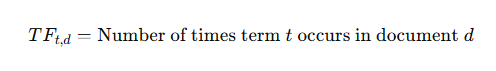 TF_{t,d} = Number of times term t occurs in document d